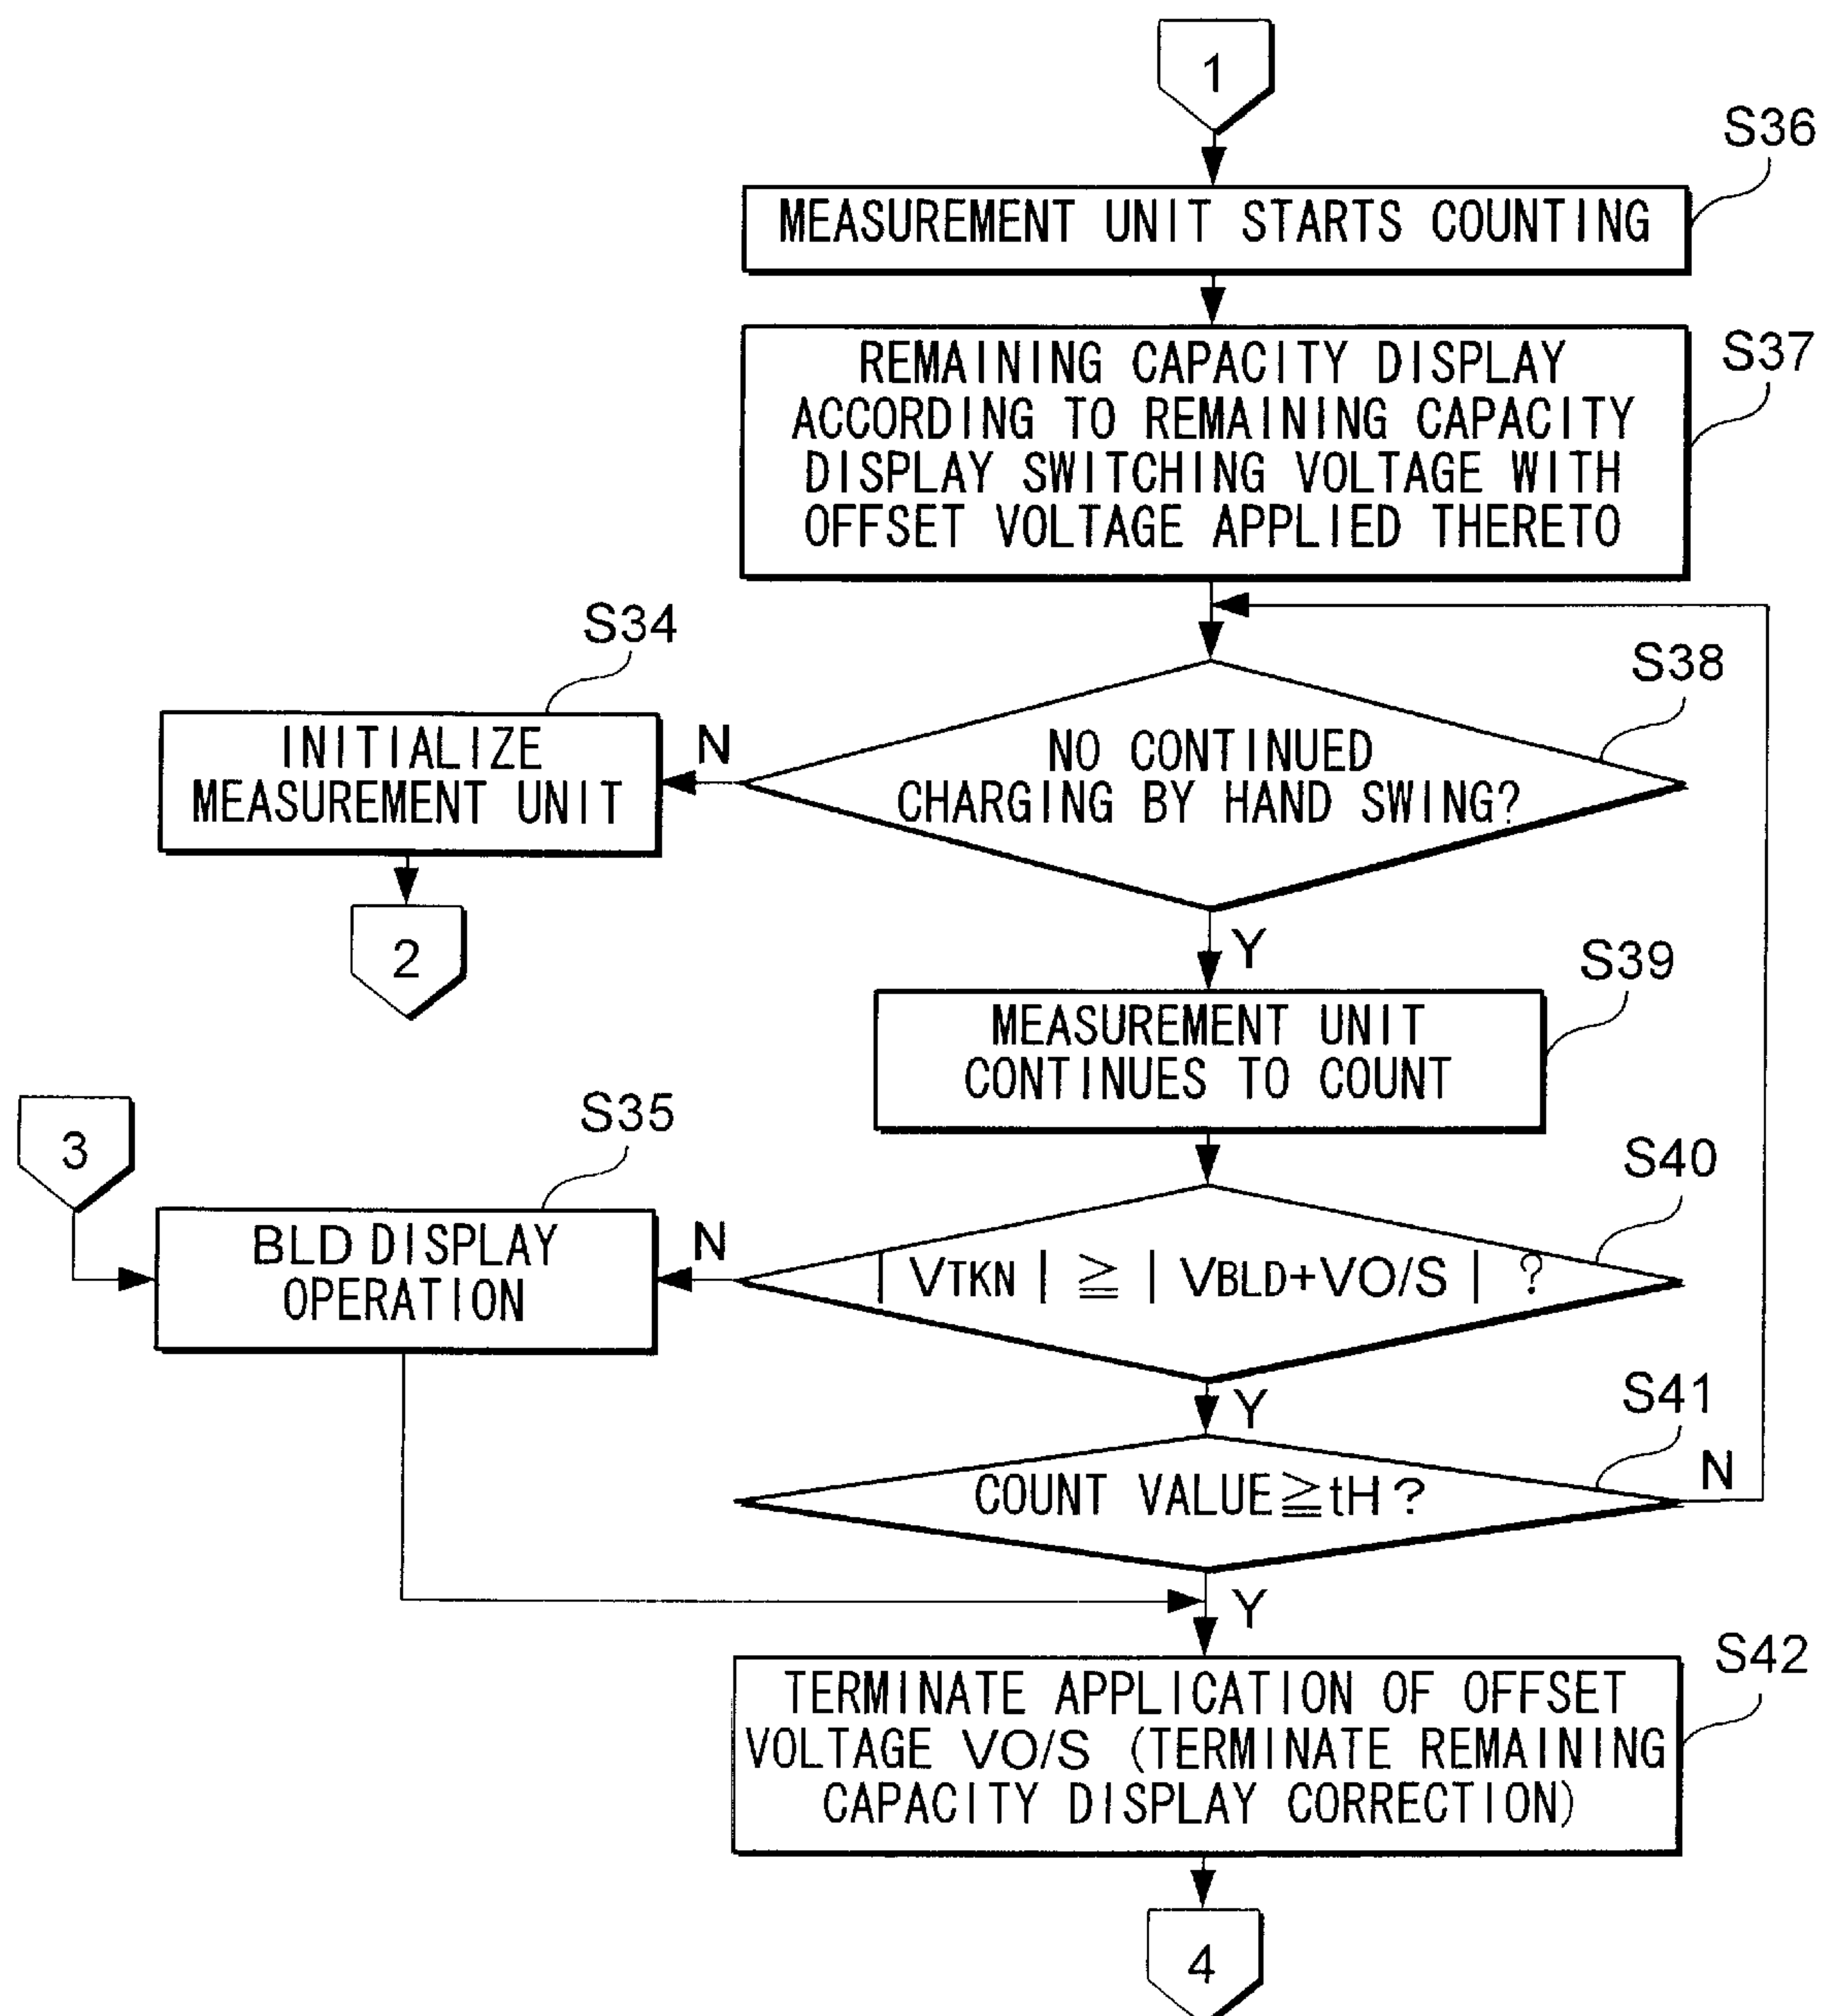 1
S36
MEASUREMENT UNIT STARTS COUNTING
S37
REMAINING CAPACITY DISPLAY
ACCORDING TO REMAINING CAPACITY
DISPLAY SWITCHING VOLTAGE WITH
OFFSET VOLTAGE APPLIED THERETO
S34
INITIALIZE
MEASUREMENT UNIT
N
S38
NO CONTINUED
CHARGING BY HAND SWING?
2
Y
S39
MEASUREMENT UNIT
CONTINUES TO COUNT
3
S35
BLD DISPLAY
OPERATION
N
S40
| VTKN | ≧ | VBLD+VO/S | ?
Y
S41
COUNT VALUE≧tH?
N
Y
S42
TERMINATE APPLICATION OF OFFSET
VOLTAGE VO/S (TERMINATE REMAINING
CAPACITY DISPLAY CORRECTION)
4